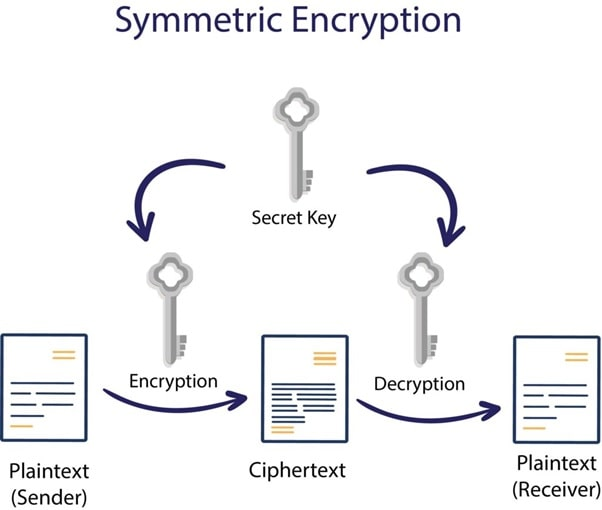 Symmetric Encryption
Secret Key
Encryption
Decryption
Plaintext
(Sender)
Ciphertext
Plaintext
(Receiver)